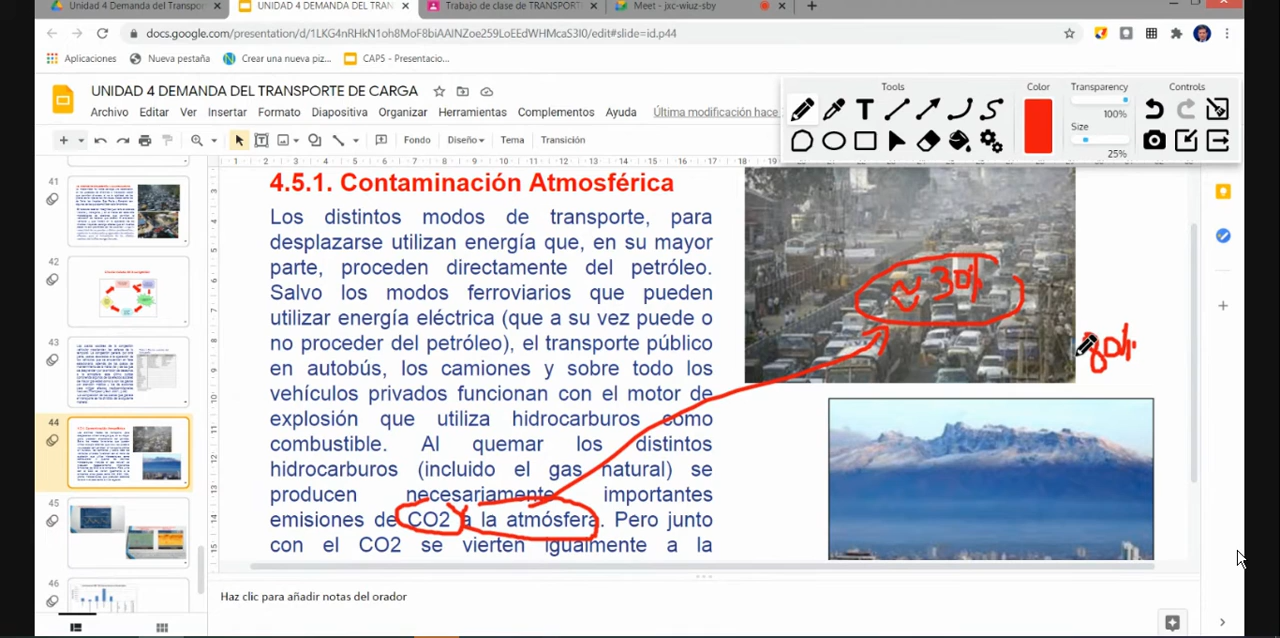 Unidad 4 Demanda del Transpor
UNIDAD 4 DEMANDA DEL TRAN
Trabajo de clase de TRANSPORT
Meet - jxc-wiuz-sby
docs.google.com/presentation/d/1LKG4nRHkN1oh8MoF8biAAlNZoe259LoEEdWHMcaS3I0/edit#slide=id.p44
Aplicaciones
Nueva pestaña
Crear una nueva piz...
CAP5 - Presentacio...
UNIDAD 4 DEMANDA DEL TRANSPORTE DE CARGA
Archivo Editar Ver Insertar Formato Diapositiva Organizar Herramientas Complementos Ayuda Última modificación hace
Tools Color Transparency Controls
100%
Size
25%
Fondo Diseño Tema Transición
41
42
43
44
45
46
4.5.1. Contaminación Atmosférica
Los distintos modos de transporte, para
desplazarse utilizan energía que, en su mayor
parte, proceden directamente del petróleo.
Salvo los modos ferroviarios que pueden
utilizar energía eléctrica (que a su vez puede o
no proceder del petróleo), el transporte público
en autobús, los camiones y sobre todo los
vehículos privados funcionan con el motor de
explosión que utiliza hidrocarburos como
combustible. Al quemar los distintos
hidrocarburos (incluido el gas natural) se
producen necesariamente importantes
emisiones de CO2 a la atmósfera. Pero junto
con el CO2 se vierten igualmente a la
≈ 30%
80%
Haz clic para añadir notas del orador